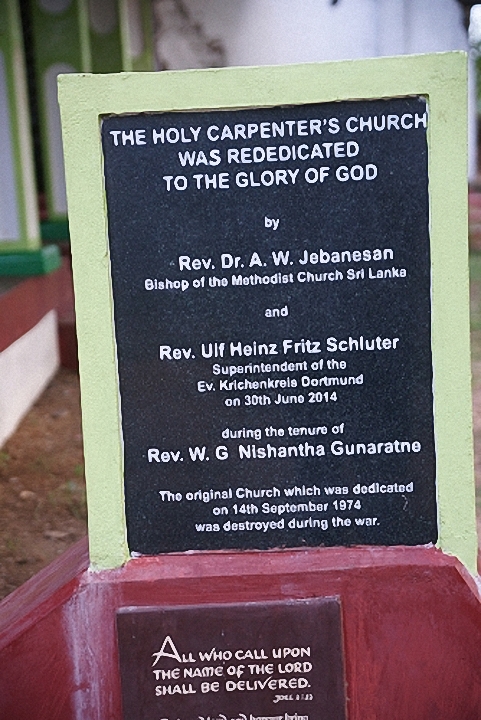 THE HOLY CARPENTER'S CHURCH
WAS REDEDICATED
TO THE GLORY OF GOD
by
Rev. Dr. A. W. Jebanesan
Bishop of the Methodist Church Sri Lanka
and
Rev. Ulf Heinz Fritz Schluter
Superintendent of the
Ev. Krichenkreis Dortmund
on 30th June 2014
during the tenure of
Rev. W. G Nishantha Gunaratne
The original Church which was dedicated
on 14th September 1974
was destroyed during the war.
ALL WHO CALL UPON
THE NAME OF THE LORD
SHALL BE DELIVERED.